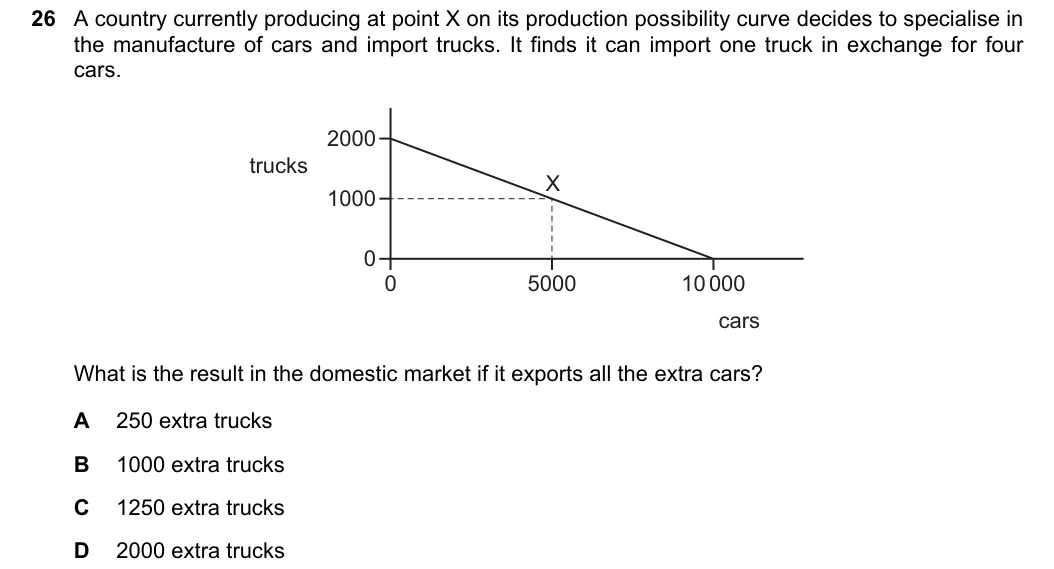 26 A country currently producing at point X on its production possibility curve decides to specialise in
the manufacture of cars and import trucks. It finds it can import one truck in exchange for four
cars.
2000
trucks
X
1000
0
0 5000 10 000
cars
What is the result in the domestic market if it exports all the extra cars?
A 250 extra trucks
B 1000 extra trucks
C 1250 extra trucks
D 2000 extra trucks